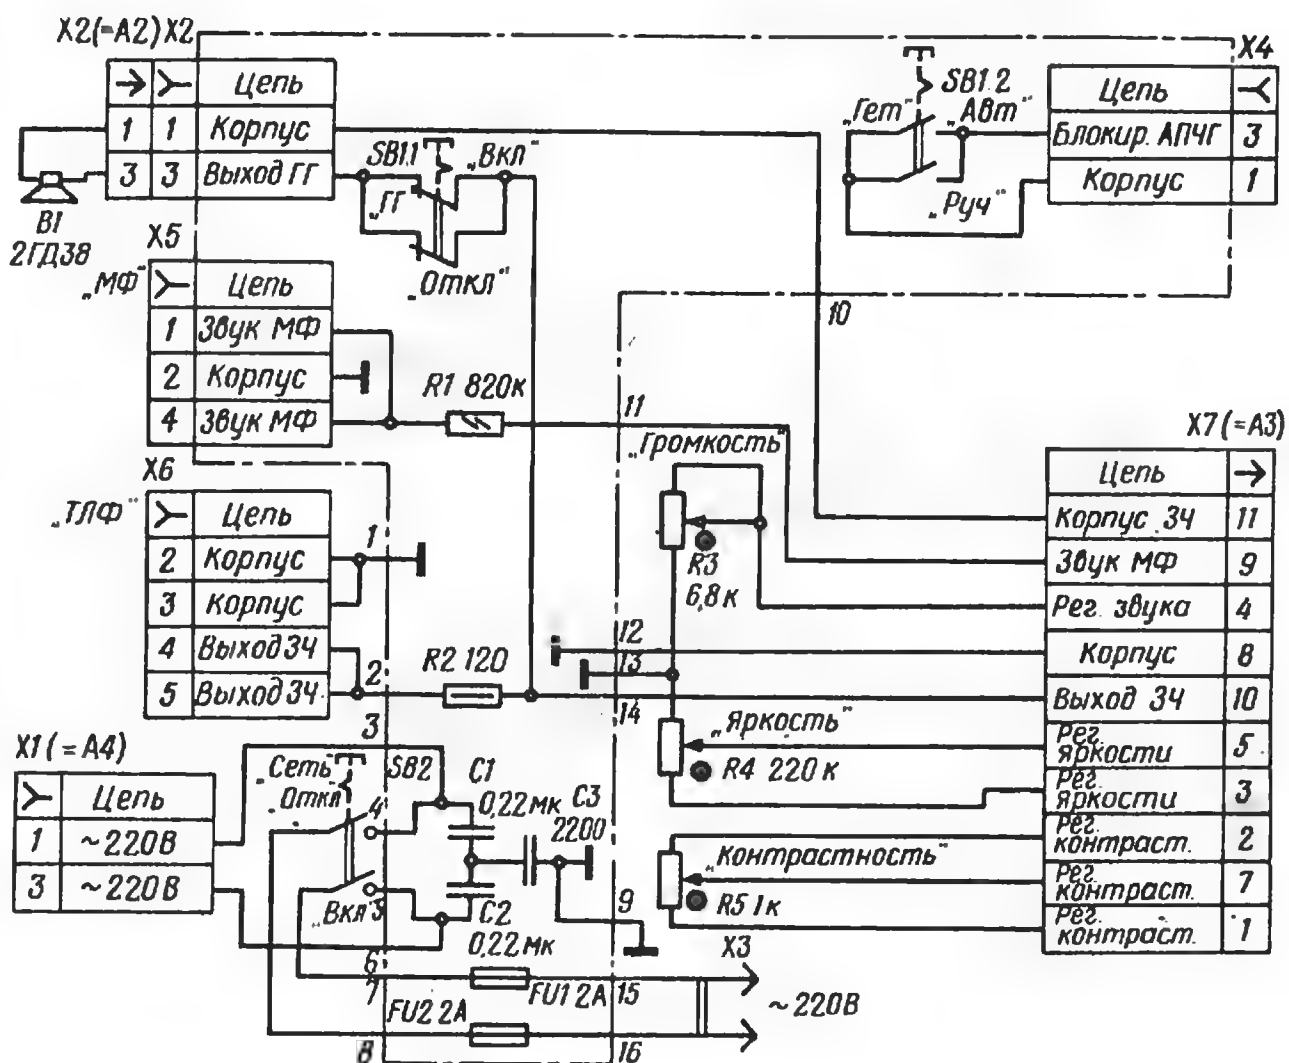 X2(=A2) X2
→ >- Цепь
1 1 Корпус
3 3 Выход ГГ
B1
2ГД38
SB1.1
„Вкл"
„ГГ"
„Откл"
X4
Цепь
Блокир. АПЧГ 3
Корпус 1
SB1.2
„Гет"
„Авт"
„Руч"
10
X5
„МФ"
Цепь
1 Звук МФ
2 Корпус
4 Звук МФ
R1 820к
11
X6
„ТЛФ"
Цепь
2 Корпус
3 Корпус
4 Выход ЗЧ
5 Выход ЗЧ
1
2
R2 120
12
13
14
3
„Громкость"
R3
6,8 к
„Яркость"
R4 220 к
„Контрастность"
R5 1к
X7 (=A3)
Цепь →
Корпус ЗЧ 11
Звук МФ 9
Рег. звука 4
Корпус 8
Выход ЗЧ 10
Рег. яркости 5
Рег. яркости 3
Рег. контраст. 2
Рег. контраст. 7
Рег. контраст. 1
X1 (=A4)
Цепь
1 ~220В
3 ~220В
„Сеть"
„Откл"
SB2
4
„Вкл"
5
C1
0,22мк
C2
0,22мк
C3
2200
9
6
7
8
FU1 2А
15
FU2 2А
16
X3
~220В